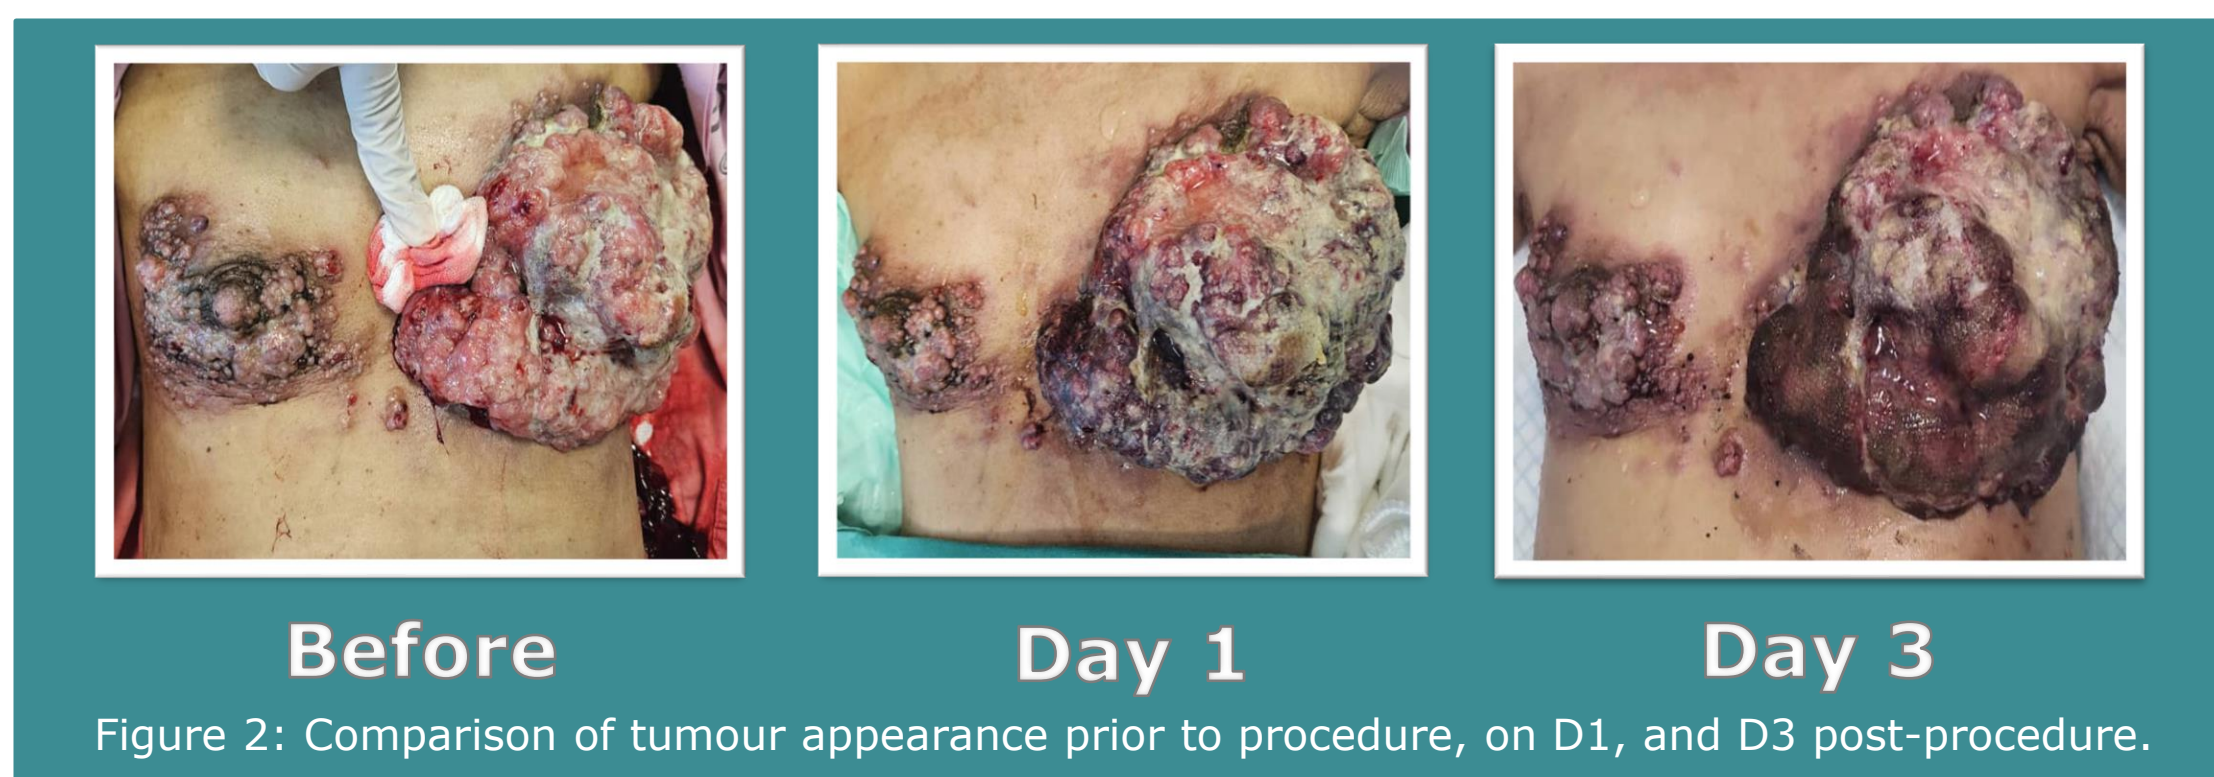 Before
Day 1
Day 3
Figure 2: Comparison of tumour appearance prior to procedure, on D1, and D3 post-procedure.